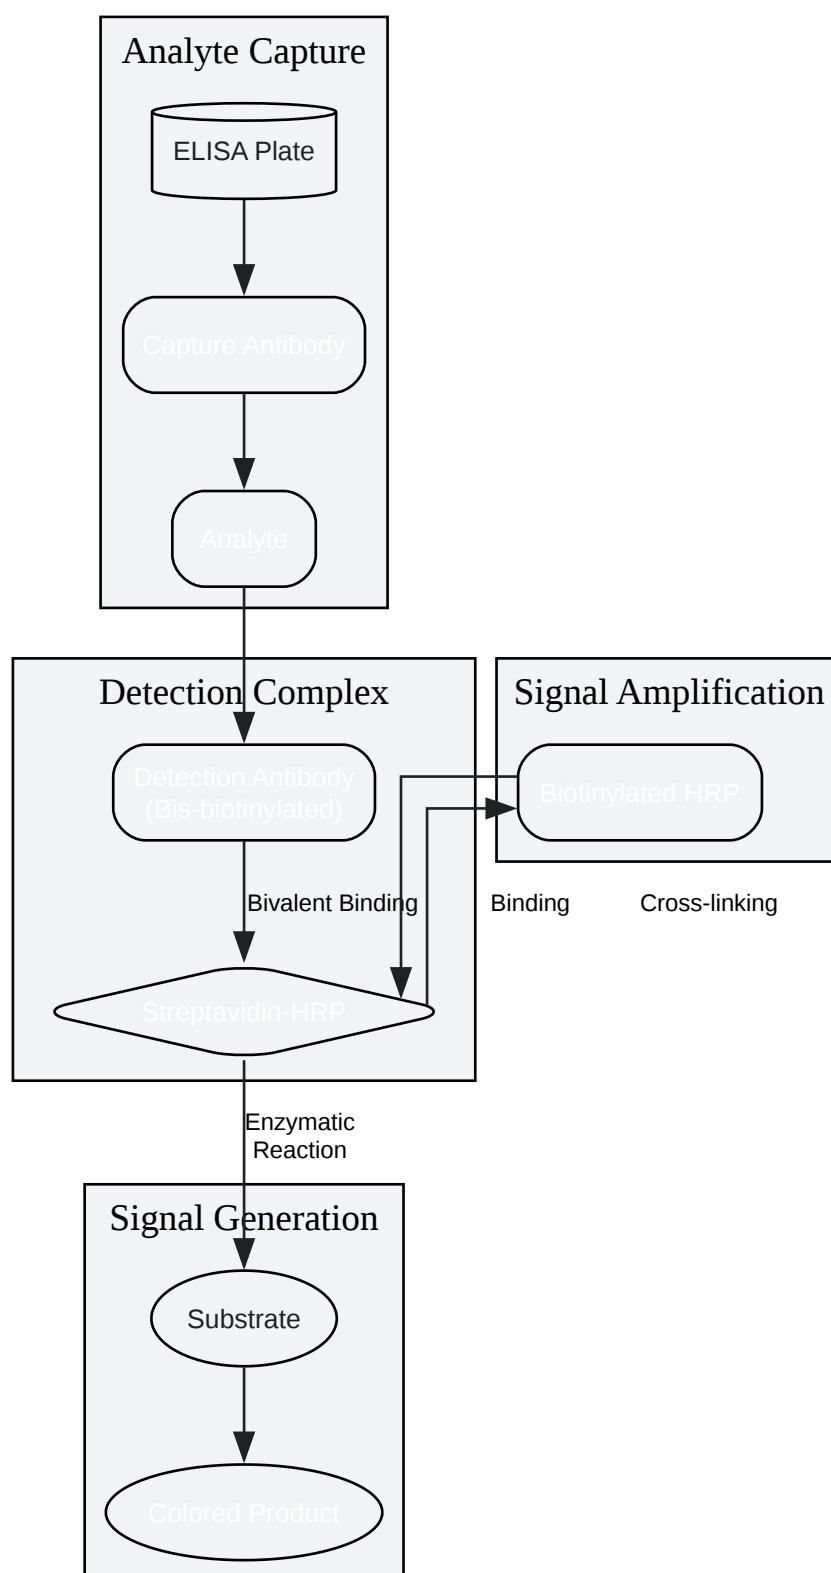 Analyte Capture
ELISA Plate
Capture Antibody
Analyte
Detection Complex
Signal Amplification
Detection Antibody
(Bis-biotinylated)
Biotinylated HRP
Bivalent Binding
Binding
Cross-linking
Streptavidin-HRP
Enzymatic
Reaction
Signal Generation
Substrate
Colored Product